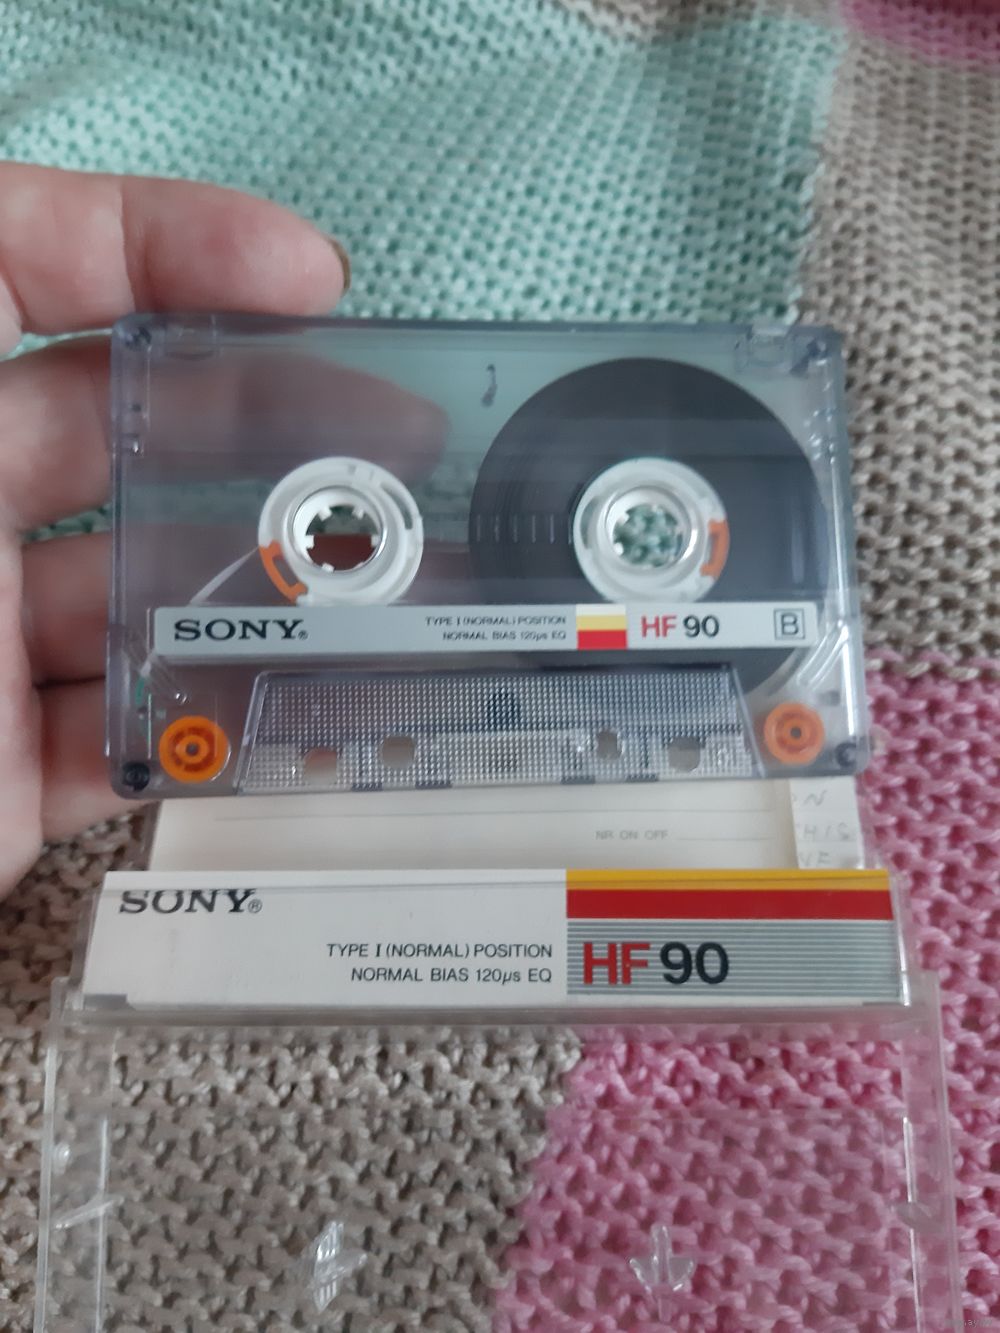 SONY®
TYPE I (NORMAL) POSITION
NORMAL BIAS 120µs EQ
HF 90
B
NR ON OFF
SONY®
TYPE I (NORMAL) POSITION
NORMAL BIAS 120µs EQ
HF 90